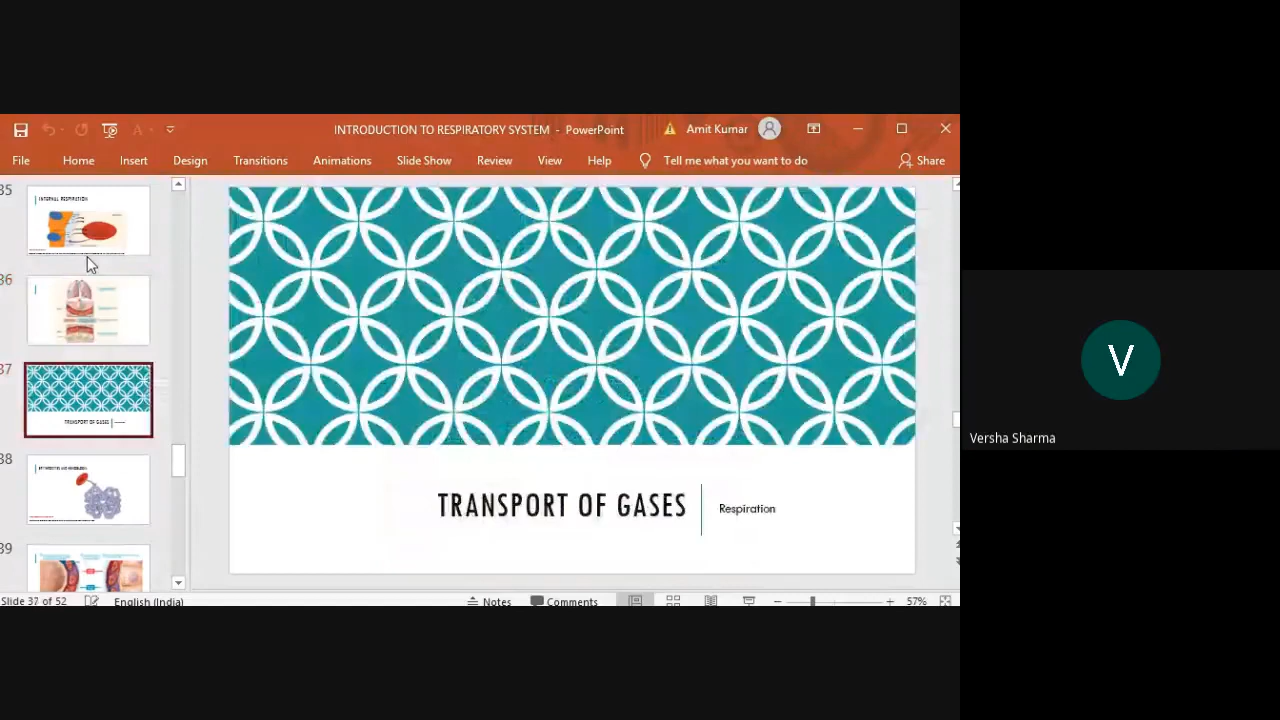 INTRODUCTION TO RESPIRATORY SYSTEM - PowerPoint
Amit Kumar
File Home Insert Design Transitions Animations Slide Show Review View Help Tell me what you want to do Share
35
INTERNAL RESPIRATION
36
37
TRANSPORT OF GASES
38
39
TRANSPORT OF GASES
Respiration
Slide 37 of 52 English (India) Notes Comments 57%
V
Versha Sharma